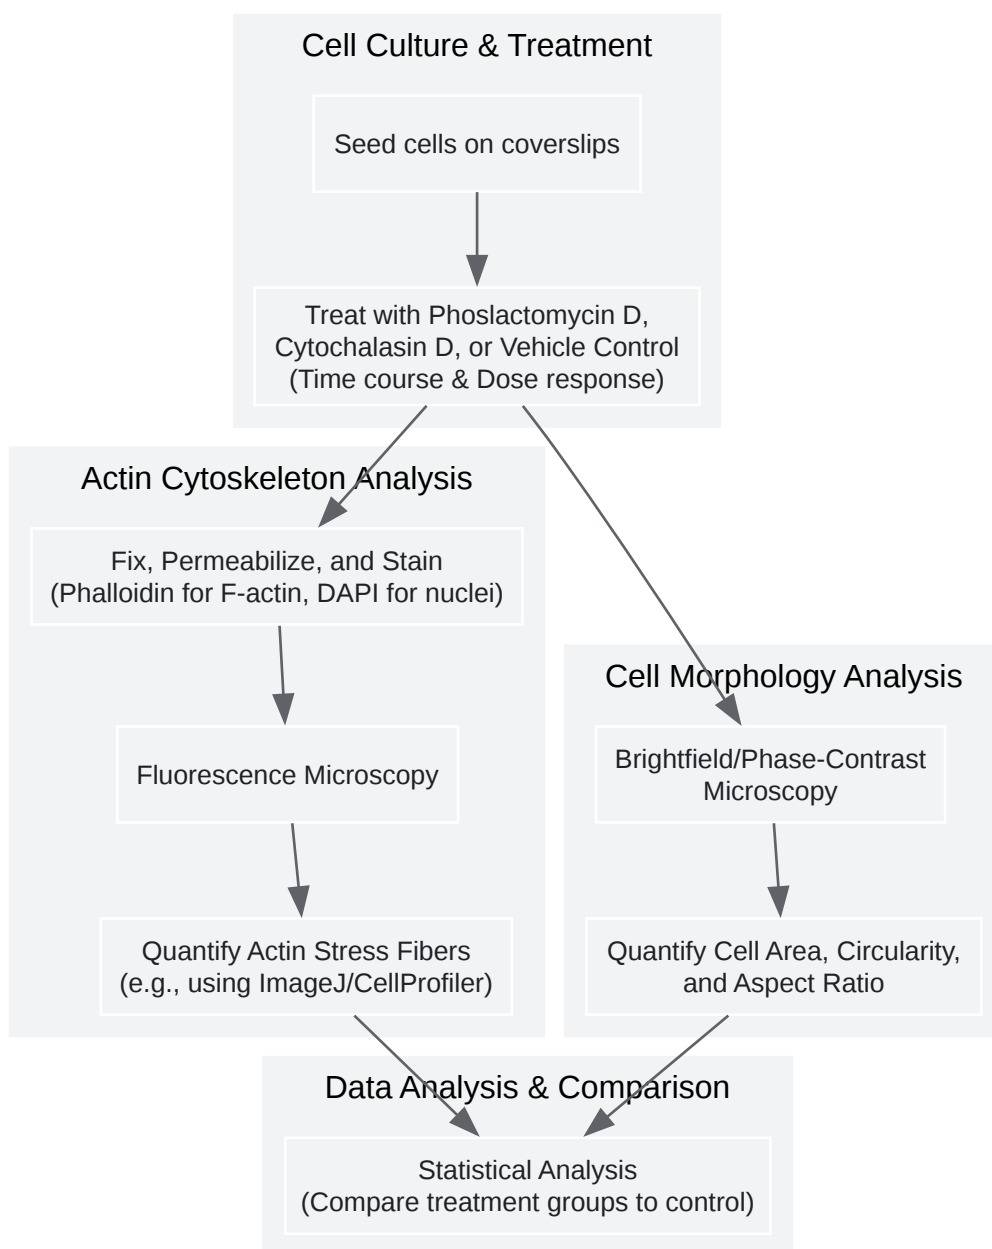 Cell Culture & Treatment
Seed cells on coverslips
Treat with Phoslactomycin D,
Cytochalasin D, or Vehicle Control
(Time course & Dose response)
Actin Cytoskeleton Analysis
Fix, Permeabilize, and Stain
(Phalloidin for F-actin, DAPI for nuclei)
Fluorescence Microscopy
Quantify Actin Stress Fibers
(e.g., using ImageJ/CellProfiler)
Cell Morphology Analysis
Brightfield/Phase-Contrast
Microscopy
Quantify Cell Area, Circularity,
and Aspect Ratio
Data Analysis & Comparison
Statistical Analysis
(Compare treatment groups to control)